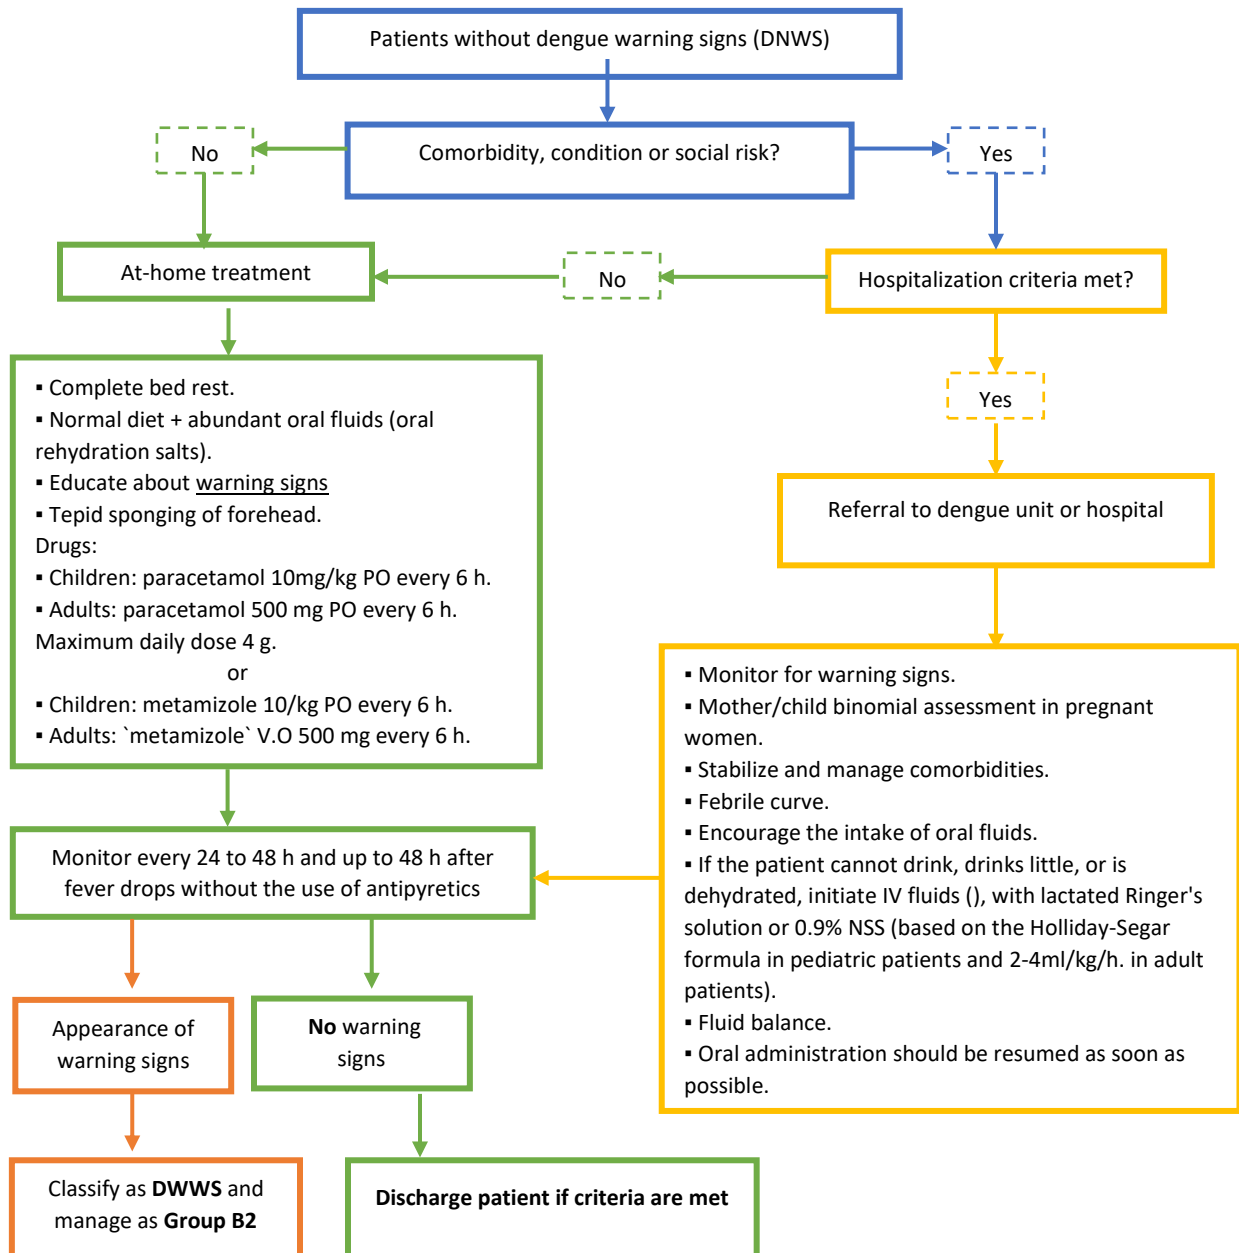 Patients without dengue warning signs (DNWS)
Comorbidity, condition or social risk?
No
Yes
At-home treatment
No
Hospitalization criteria met?
▪ Complete bed rest.
▪ Normal diet + abundant oral fluids (oral
rehydration salts).
▪ Educate about warning signs
▪ Tepid sponging of forehead.
Drugs:
▪ Children: paracetamol 10mg/kg PO every 6 h.
▪ Adults: paracetamol 500 mg PO every 6 h.
Maximum daily dose 4 g.
or
▪ Children: metamizole 10/kg PO every 6 h.
▪ Adults: `metamizole` V.O 500 mg every 6 h.
Yes
Referral to dengue unit or hospital
▪ Monitor for warning signs.
▪ Mother/child binomial assessment in pregnant
women.
▪ Stabilize and manage comorbidities.
▪ Febrile curve.
▪ Encourage the intake of oral fluids.
▪ If the patient cannot drink, drinks little, or is
dehydrated, initiate IV fluids (), with lactated Ringer's
solution or 0.9% NSS (based on the Holliday-Segar
formula in pediatric patients and 2-4ml/kg/h. in adult
patients).
▪ Fluid balance.
▪ Oral administration should be resumed as soon as
possible.
Monitor every 24 to 48 h and up to 48 h after
fever drops without the use of antipyretics
Appearance of
warning signs
No warning
signs
Classify as DWWS and
manage as Group B2
Discharge patient if criteria are met